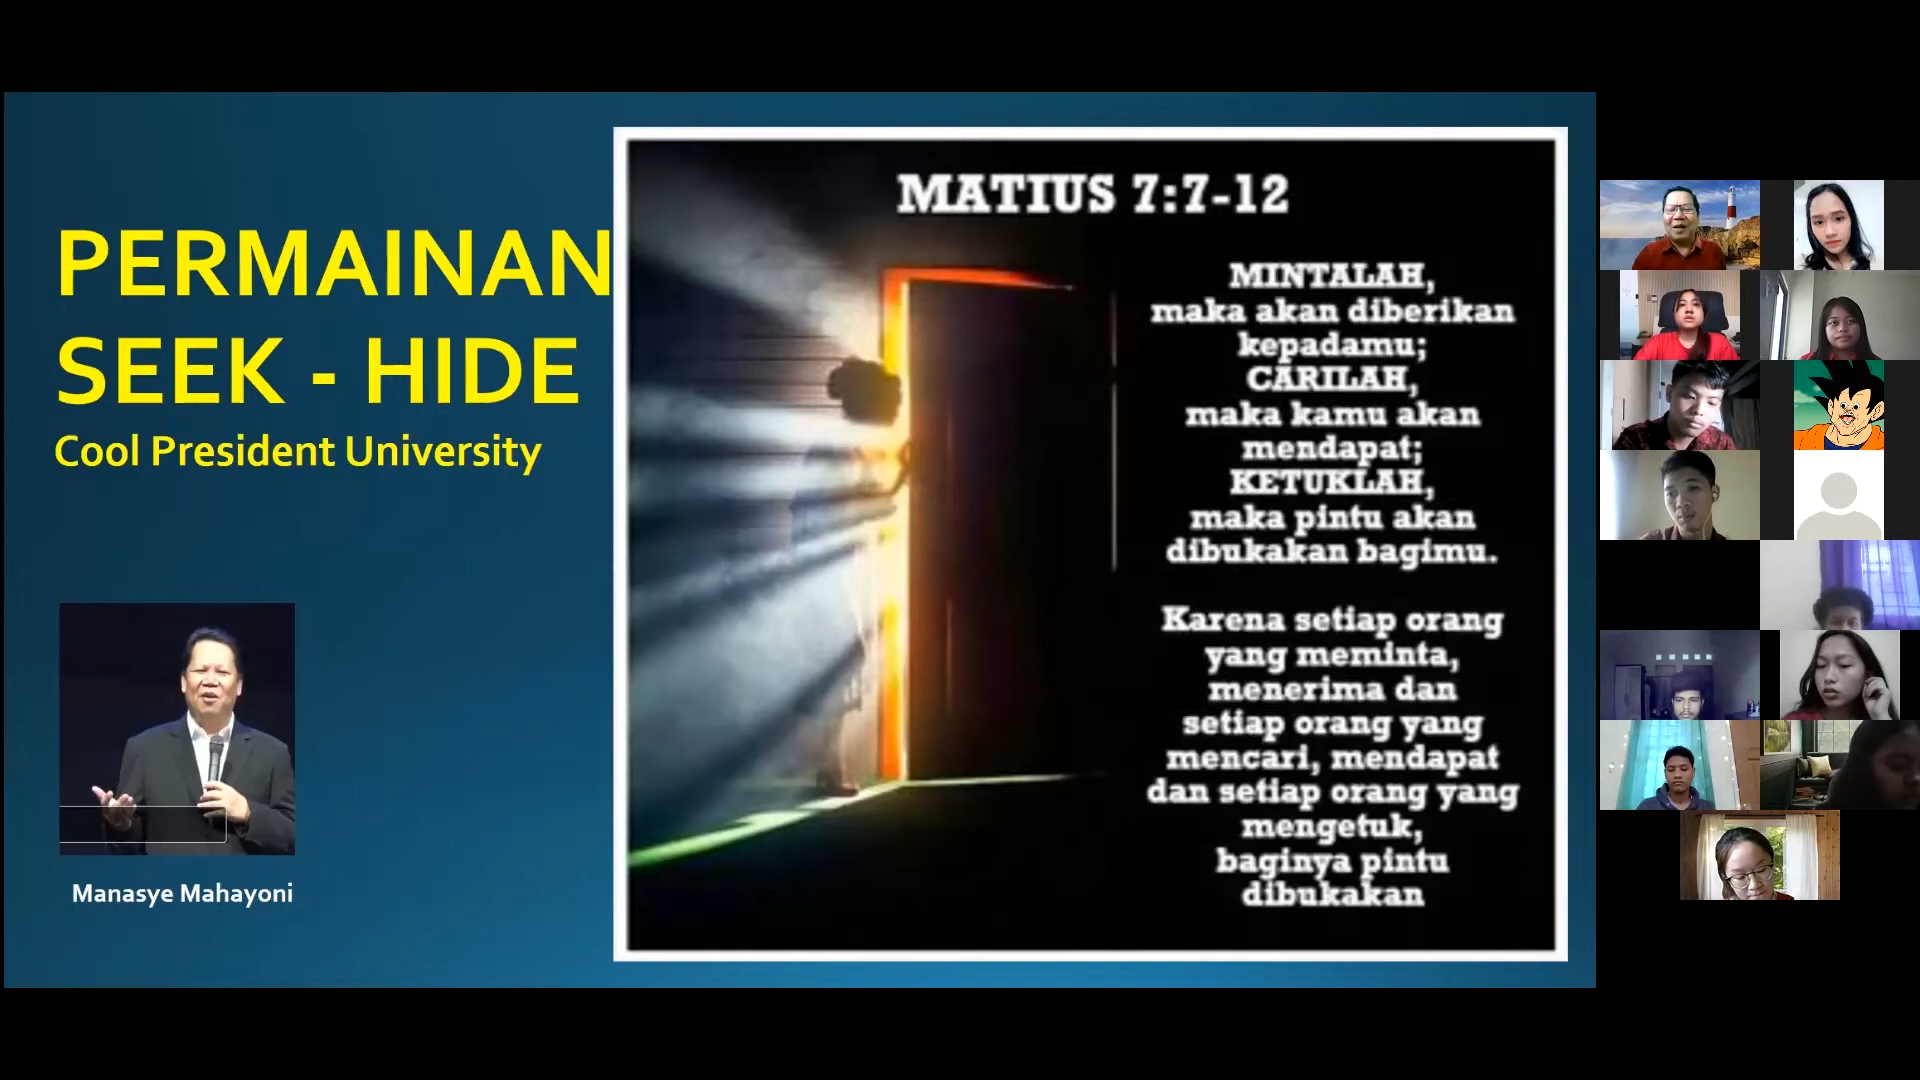 PERMAINAN
SEEK - HIDE
Cool President University
Manasye Mahayoni
MATIUS 7:7-12
MINTALAH,
maka akan diberikan
kepadamu;
CARILAH,
maka kamu akan
mendapat;
KETUKLAH,
maka pintu akan
dibukakan bagimu.
Karena setiap orang
yang meminta,
menerima dan
setiap orang yang
mencari, mendapat
dan setiap orang yang
mengetuk,
baginya pintu
dibukakan